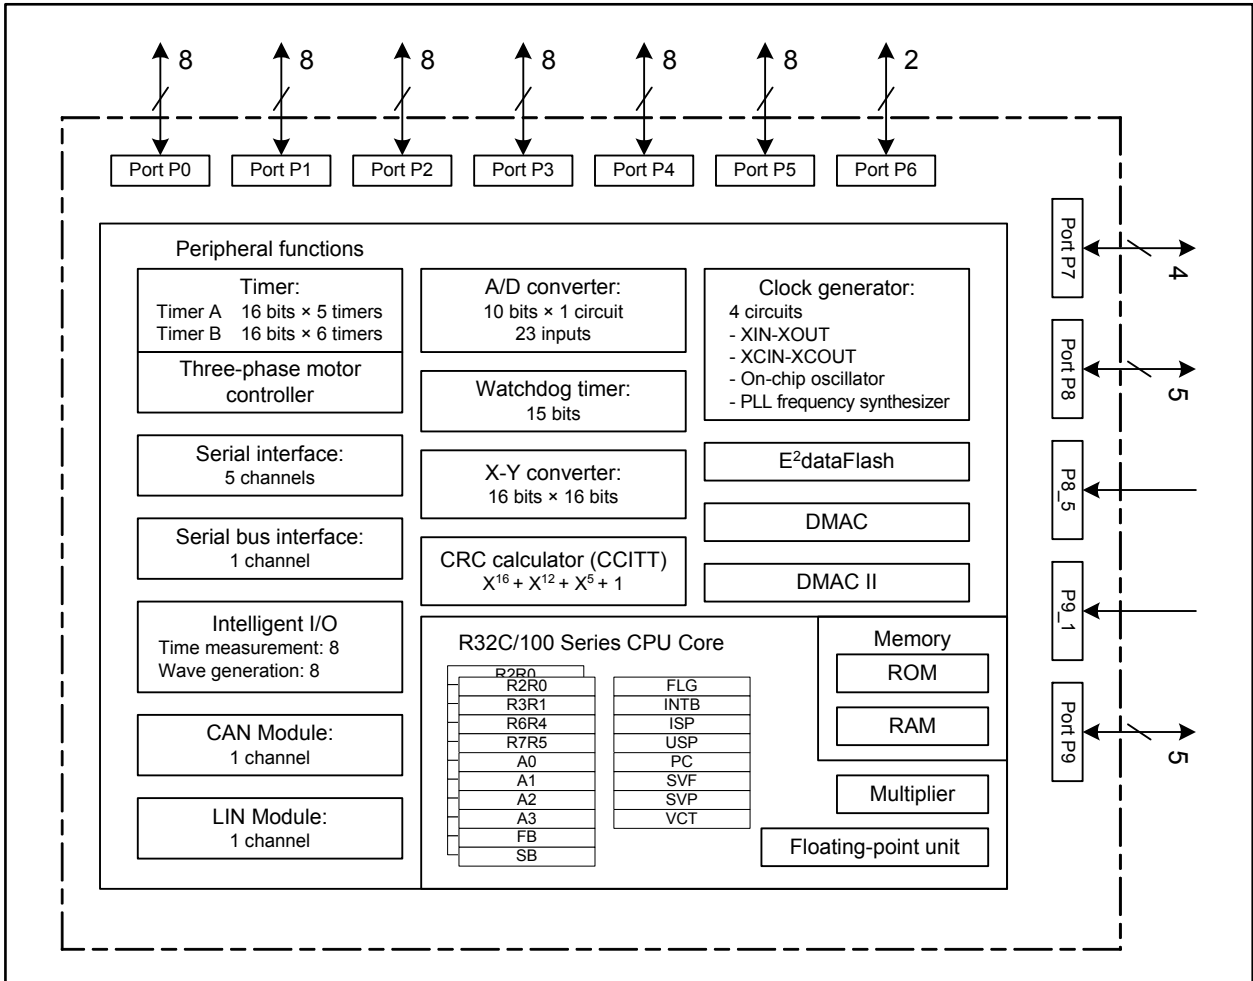 8 8 8 8 8 8 2
Port P0 Port P1 Port P2 Port P3 Port P4 Port P5 Port P6
Port P7
4
Port P8
5
P8_5
P9_1
Port P9
5
Peripheral functions
Timer:
Timer A 16 bits × 5 timers
Timer B 16 bits × 6 timers
Three-phase motor
controller
Serial interface:
5 channels
Serial bus interface:
1 channel
Intelligent I/O
Time measurement: 8
Wave generation: 8
CAN Module:
1 channel
LIN Module:
1 channel
A/D converter:
10 bits × 1 circuit
23 inputs
Watchdog timer:
15 bits
X-Y converter:
16 bits × 16 bits
CRC calculator (CCITT)
X¹⁶ + X¹² + X⁵ + 1
Clock generator:
4 circuits
- XIN-XOUT
- XCIN-XCOUT
- On-chip oscillator
- PLL frequency synthesizer
E²dataFlash
DMAC
DMAC II
R32C/100 Series CPU Core
R2R0
R2R0
R3R1
R6R4
R7R5
A0
A1
A2
A3
FB
SB
FLG
INTB
ISP
USP
PC
SVF
SVP
VCT
Memory
ROM
RAM
Multiplier
Floating-point unit